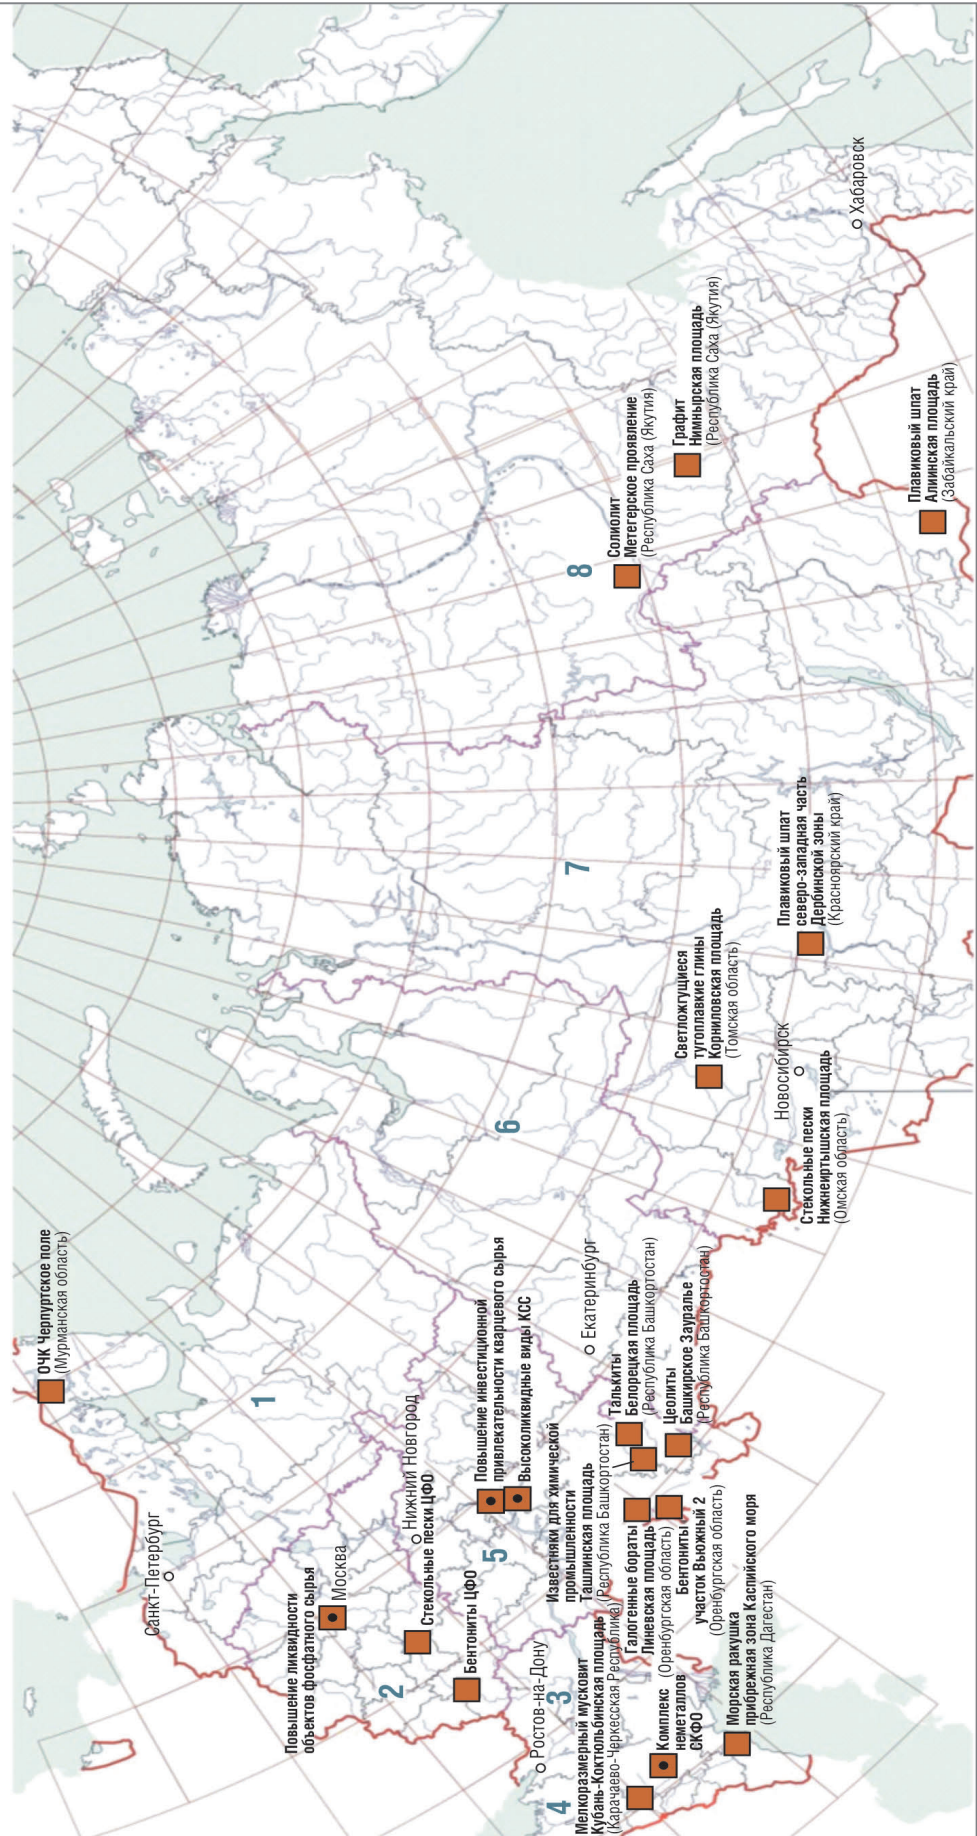 ОЧК Черпуртское поле
(Мурманская область)
Санкт-Петербург
1
Повышение ликвидности
объектов фосфатного сырья
Москва
Нижний Новгород
Стекольные пески ЦФО
2
Бентониты ЦФО
Повышение инвестиционной
привлекательности кварцевого сырья
Высоколиквидные виды КСС
5
Екатеринбург
6
Ростов-на-Дону
3
4
Мелкоразмерный мусковит
Кубань-Коктюльбинская площадь
(Карачаево-Черкесская Республика)
Комплекс
неметаллов
СКФО
Морская ракушка
прибрежная зона Каспийского моря
(Республика Дагестан)
Известняки для химической
промышленности
Ташлинская площадь
(Республика Башкортостан)
Галогенные бораты
Линевская площадь
(Оренбургская область)
Бентониты
участок Вьюжный 2
(Оренбургская область)
Талькиты
Белорецкая площадь
(Республика Башкортостан)
Цеолиты
Башкирское Зауралье
(Республика Башкортостан)
Стекольные пески
Нижнеиртышская площадь
(Омская область)
Новосибирск
Светложгущиеся
тугоплавкие глины
Корниловская площадь
(Томская область)
7
Плавиковый шпат
северо-западная часть
Дербинской зоны
(Красноярский край)
8
Солиолит
Метегерское проявление
(Республика Саха (Якутия)
Графит
Нимнырская площадь
(Республика Саха (Якутия)
Плавиковый шпат
Алиинская площадь
(Забайкальский край)
Хабаровск